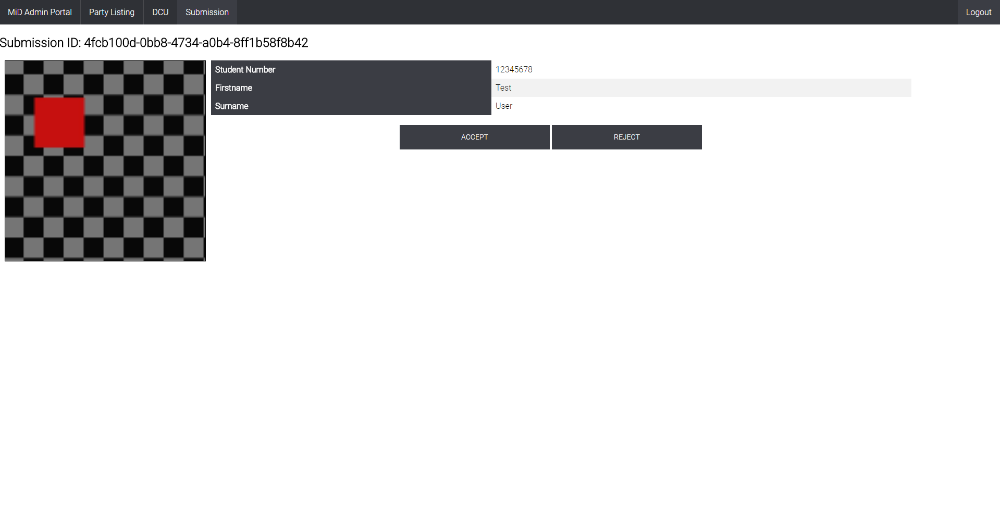 MiD Admin Portal Party Listing DCU Submission Logout
Submission ID: 4fcb100d-0bb8-4734-a0b4-8ff1b58f8b42
Student Number 12345678
Firstname Test
Surname User
ACCEPT REJECT